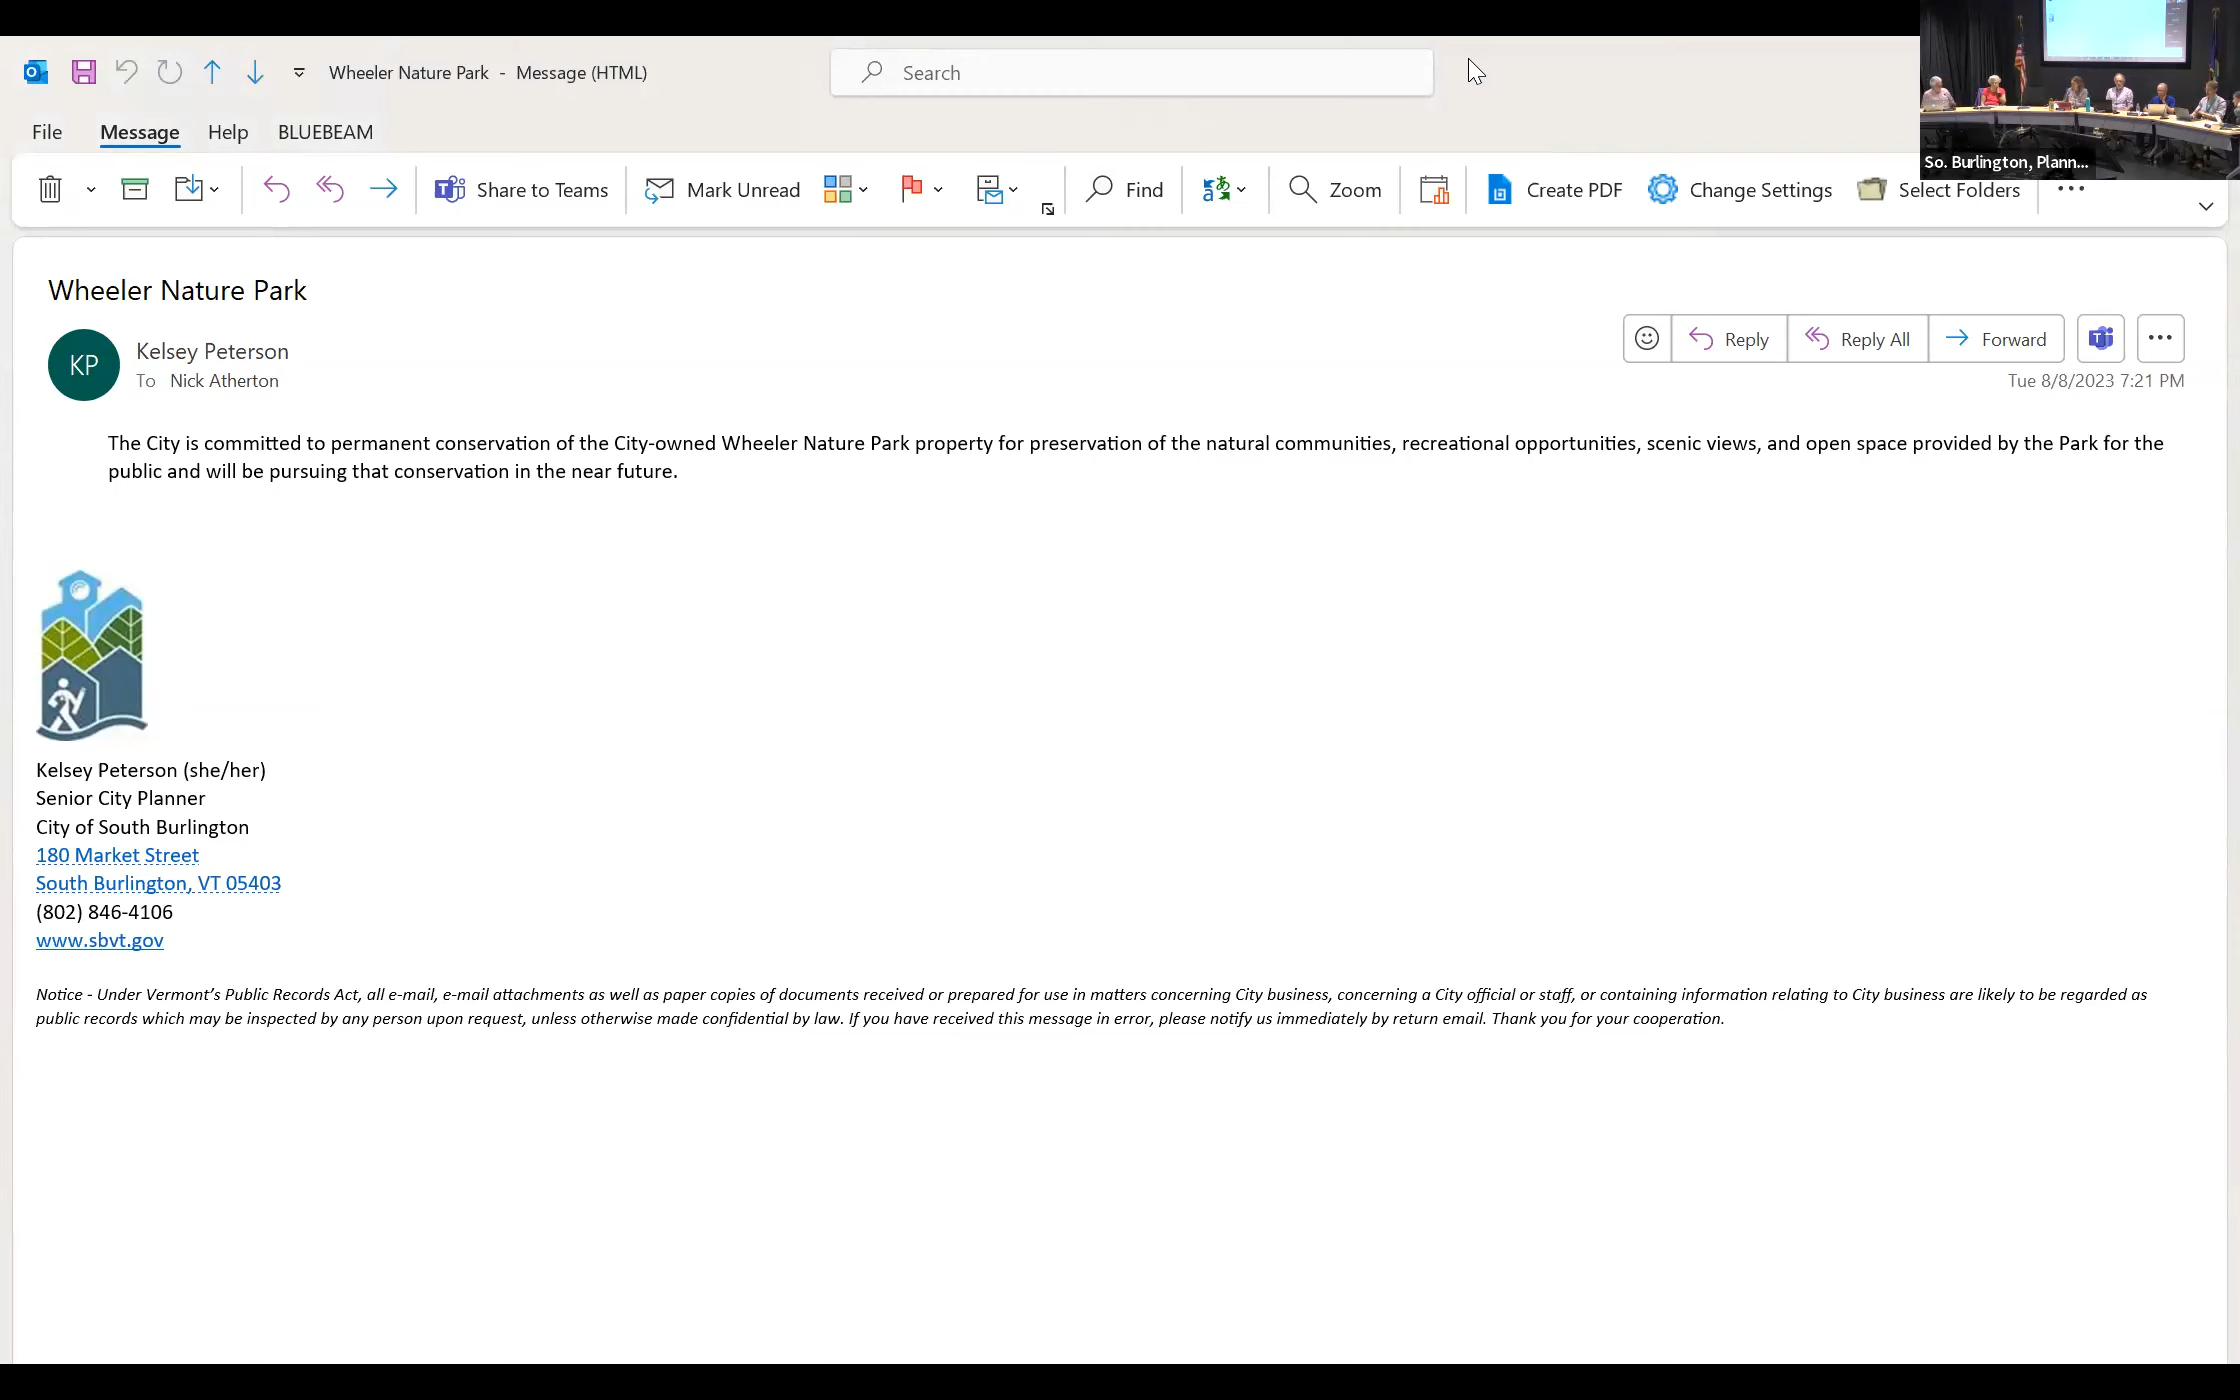 Wheeler Nature Park - Message (HTML)
Search
File Message Help BLUEBEAM
So. Burlington, Plann...
Share to Teams Mark Unread Find Zoom Create PDF Change Settings Select Folders
Wheeler Nature Park
KP
Kelsey Peterson
To Nick Atherton
Reply Reply All Forward
Tue 8/8/2023 7:21 PM
The City is committed to permanent conservation of the City-owned Wheeler Nature Park property for preservation of the natural communities, recreational opportunities, scenic views, and open space provided by the Park for the
public and will be pursuing that conservation in the near future.
Kelsey Peterson (she/her)
Senior City Planner
City of South Burlington
180 Market Street
South Burlington, VT 05403
(802) 846-4106
www.sbvt.gov
Notice - Under Vermont’s Public Records Act, all e-mail, e-mail attachments as well as paper copies of documents received or prepared for use in matters concerning City business, concerning a City official or staff, or containing information relating to City business are likely to be regarded as
public records which may be inspected by any person upon request, unless otherwise made confidential by law. If you have received this message in error, please notify us immediately by return email. Thank you for your cooperation.